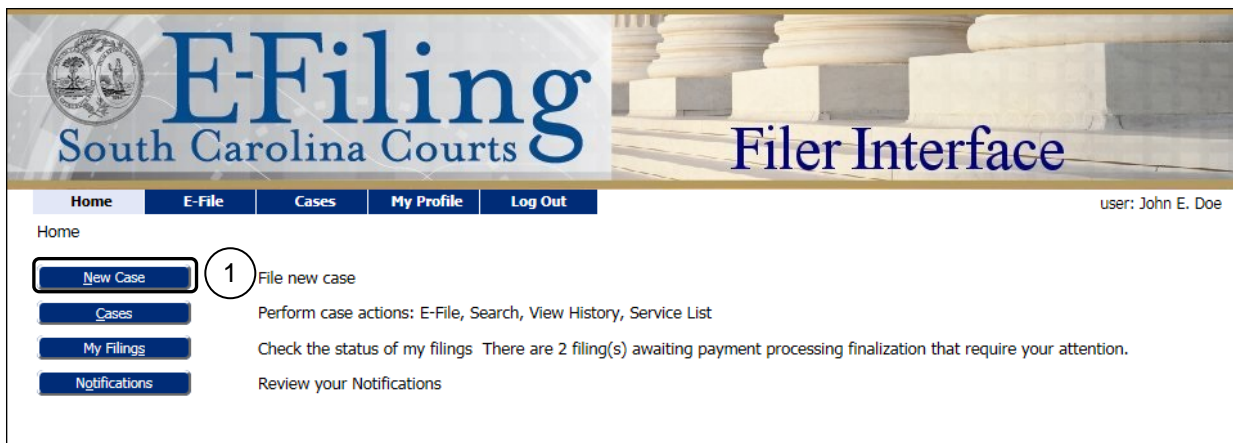 E-Filing
South Carolina Courts
Filer Interface
Home E-File Cases My Profile Log Out
user: John E. Doe
Home
New Case 1 File new case
Cases Perform case actions: E-File, Search, View History, Service List
My Filings Check the status of my filings There are 2 filing(s) awaiting payment processing finalization that require your attention.
Notifications Review your Notifications